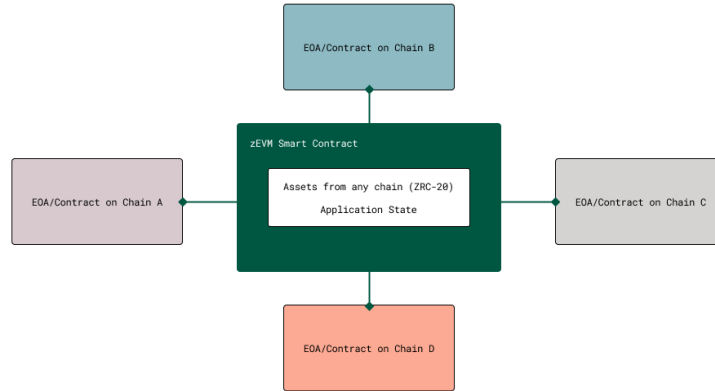 EOA/Contract on Chain B
zEVM Smart Contract
Assets from any chain (ZRC-20)
Application State
EOA/Contract on Chain A
EOA/Contract on Chain C
EOA/Contract on Chain D